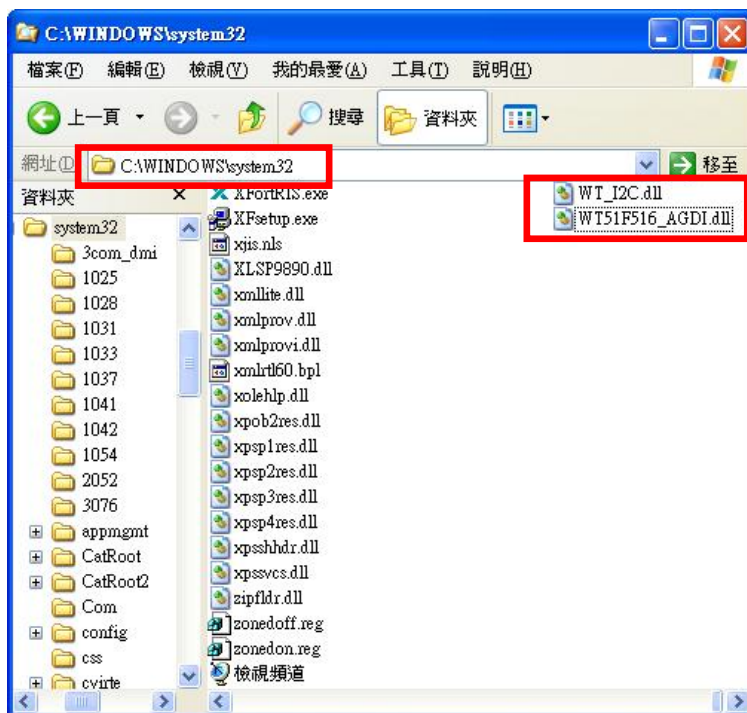 C:\WINDOWS\system32
檔案(F) 編輯(E) 檢視(V) 我的最愛(A) 工具(T) 說明(H)
上一頁 搜尋 資料夾
網址(D) C:\WINDOWS\system32 移至
資料夾
system32
3com_dmi
1025
1028
1031
1033
1037
1041
1042
1054
2052
3076
appmgmt
CatRoot
CatRoot2
Com
config
css
cvirte
XFortRIS.exe
XFsetup.exe
xjis.nls
XLSP9890.dll
xmllite.dll
xmlprov.dll
xmlprovi.dll
xmlrtl60.bpl
xolehlp.dll
xpob2res.dll
xpsp1res.dll
xpsp2res.dll
xpsp3res.dll
xpsp4res.dll
xpsshhdr.dll
xpssvcs.dll
zipfldr.dll
zonedoff.reg
zonedon.reg
檢視頻道
WT_I2C.dll
WT51F516_AGDI.dll